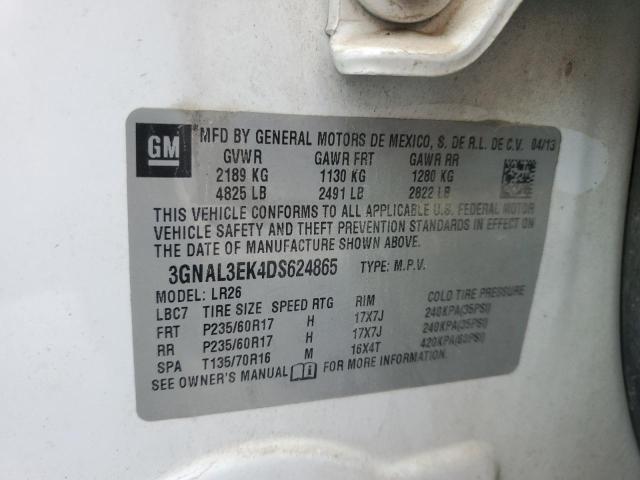 GM
MFD BY GENERAL MOTORS DE MEXICO, S. DE R.L. DE C.V. 04/13
GVWR GAWR FRT GAWR RR
2189 KG 1130 KG 1280 KG
4825 LB 2491 LB 2822 LB
THIS VEHICLE CONFORMS TO ALL APPLICABLE U.S. FEDERAL MOTOR
VEHICLE SAFETY AND THEFT PREVENTION STANDARDS IN EFFECT ON
THE DATE OF MANUFACTURE SHOWN ABOVE.
3GNAL3EK4DS624865 TYPE: M.P.V.
MODEL: LR26
LBC7 TIRE SIZE SPEED RTG RIM COLD TIRE PRESSURE
FRT P235/60R17 H 17X7J 240KPA(35PSI)
RR P235/60R17 H 17X7J 240KPA(35PSI)
SPA T135/70R16 M 16X4T 420KPA(60PSI)
SEE OWNER'S MANUAL FOR MORE INFORMATION.